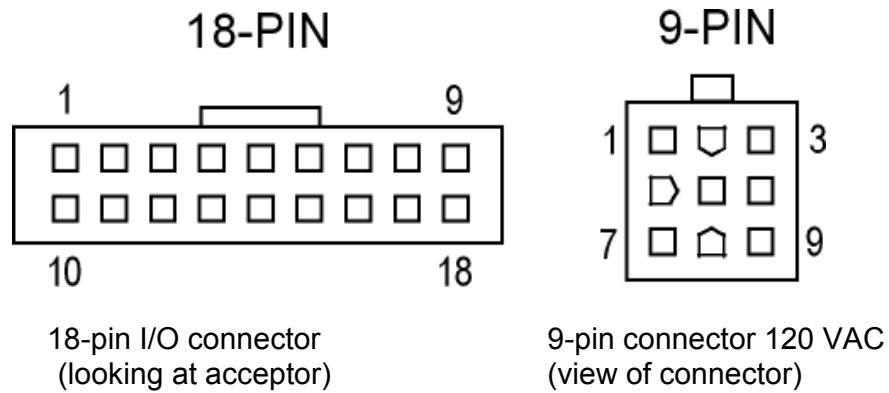 18-PIN
1 9
10 18
18-pin I/O connector
(looking at acceptor)
9-PIN
1 3
7 9
9-pin connector 120 VAC
(view of connector)